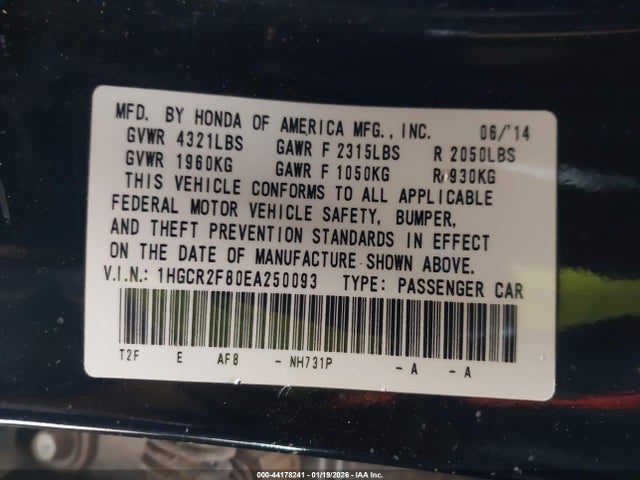 MFD. BY HONDA OF AMERICA MFG., INC. 06/'14
GVWR 4321LBS GAWR F 2315LBS R 2050LBS
GVWR 1960KG GAWR F 1050KG R 930KG
THIS VEHICLE CONFORMS TO ALL APPLICABLE
FEDERAL MOTOR VEHICLE SAFETY, BUMPER,
AND THEFT PREVENTION STANDARDS IN EFFECT
ON THE DATE OF MANUFACTURE SHOWN ABOVE.
V.I.N.: 1HGCR2F80EA250093 TYPE: PASSENGER CAR
T2F E AF8 - NH731P - A - A
000-44178241 - 01/19/2026 - IAA Inc.